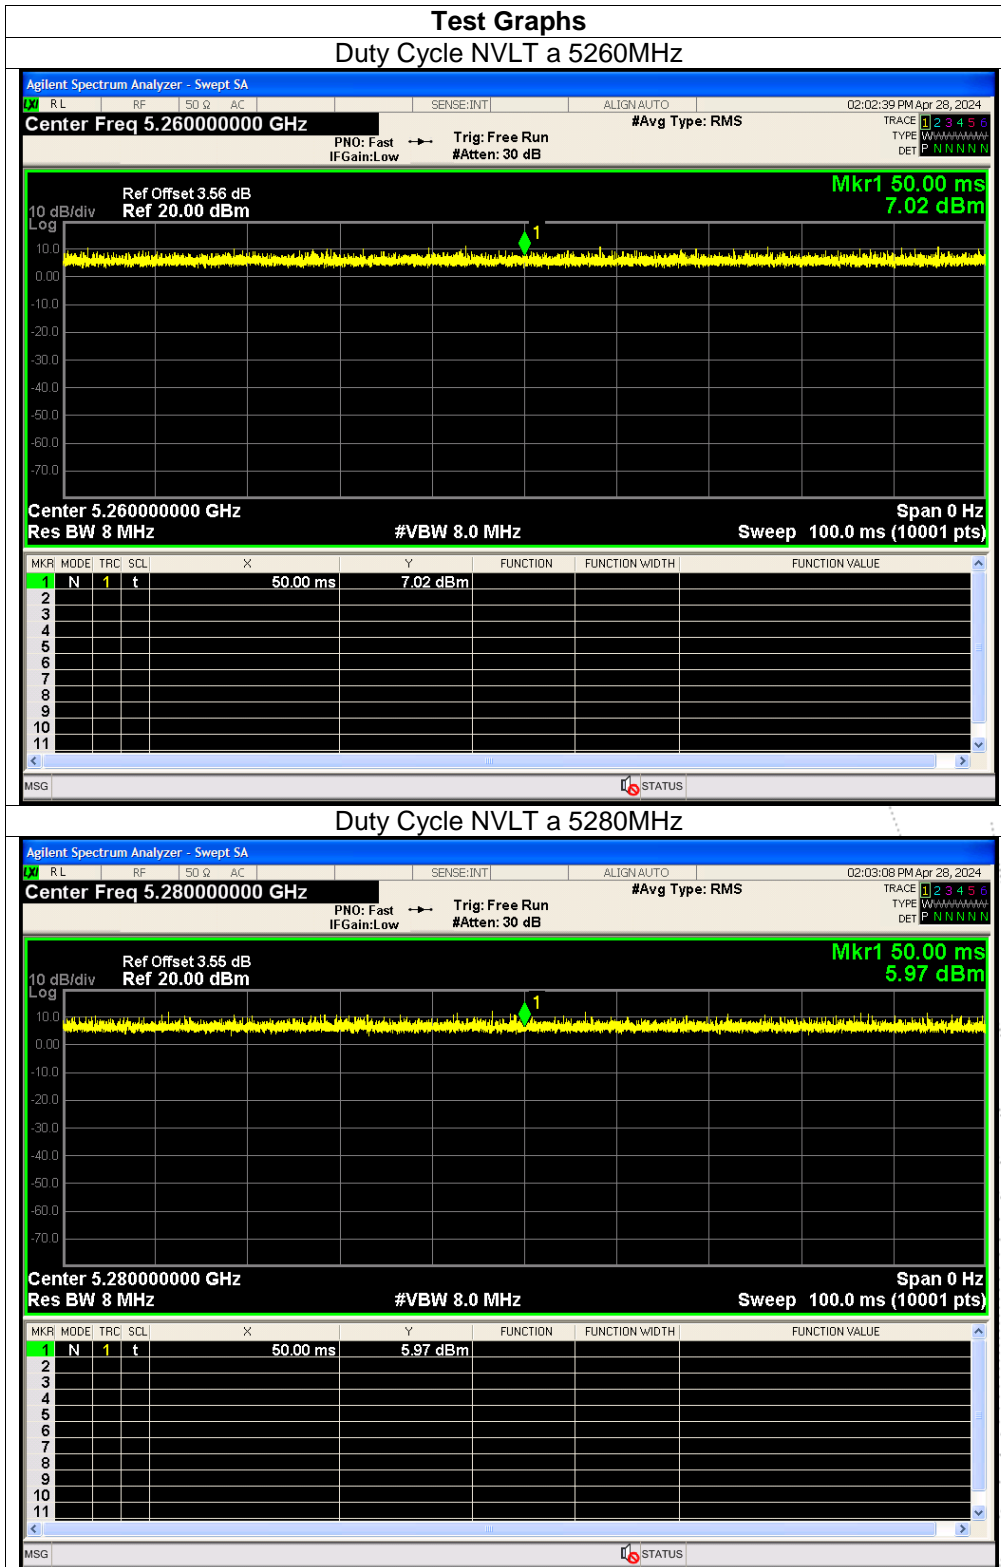 Test Graphs
Duty Cycle NVLT a 5260MHz
Agilent Spectrum Analyzer - Swept SA
LXI RL RF 50 Ω AC SENSE:INT ALIGN AUTO 02:02:39 PM Apr 28, 2024
Center Freq 5.260000000 GHz #Avg Type: RMS TRACE 1 2 3 4 5 6
PNO: Fast Trig: Free Run TYPE WWWWWW
IFGain:Low #Atten: 30 dB DET P N N N N N
Mkr1 50.00 ms
Ref Offset 3.56 dB
10 dB/div Ref 20.00 dBm 7.02 dBm
Log
1
10.0
0.00
-10.0
-20.0
-30.0
-40.0
-50.0
-60.0
-70.0
Center 5.260000000 GHz Span 0 Hz
Res BW 8 MHz #VBW 8.0 MHz Sweep 100.0 ms (10001 pts)
MKR MODE TRC SCL X Y FUNCTION FUNCTION WIDTH FUNCTION VALUE
1 N 1 t 50.00 ms 7.02 dBm
2
3
4
5
6
7
8
9
10
11
MSG STATUS
Duty Cycle NVLT a 5280MHz
Agilent Spectrum Analyzer - Swept SA
LXI RL RF 50 Ω AC SENSE:INT ALIGN AUTO 02:03:08 PM Apr 28, 2024
Center Freq 5.280000000 GHz #Avg Type: RMS TRACE 1 2 3 4 5 6
PNO: Fast Trig: Free Run TYPE WWWWWW
IFGain:Low #Atten: 30 dB DET P N N N N N
Mkr1 50.00 ms
Ref Offset 3.55 dB
10 dB/div Ref 20.00 dBm 5.97 dBm
Log
1
10.0
0.00
-10.0
-20.0
-30.0
-40.0
-50.0
-60.0
-70.0
Center 5.280000000 GHz Span 0 Hz
Res BW 8 MHz #VBW 8.0 MHz Sweep 100.0 ms (10001 pts)
MKR MODE TRC SCL X Y FUNCTION FUNCTION WIDTH FUNCTION VALUE
1 N 1 t 50.00 ms 5.97 dBm
2
3
4
5
6
7
8
9
10
11
MSG STATUS